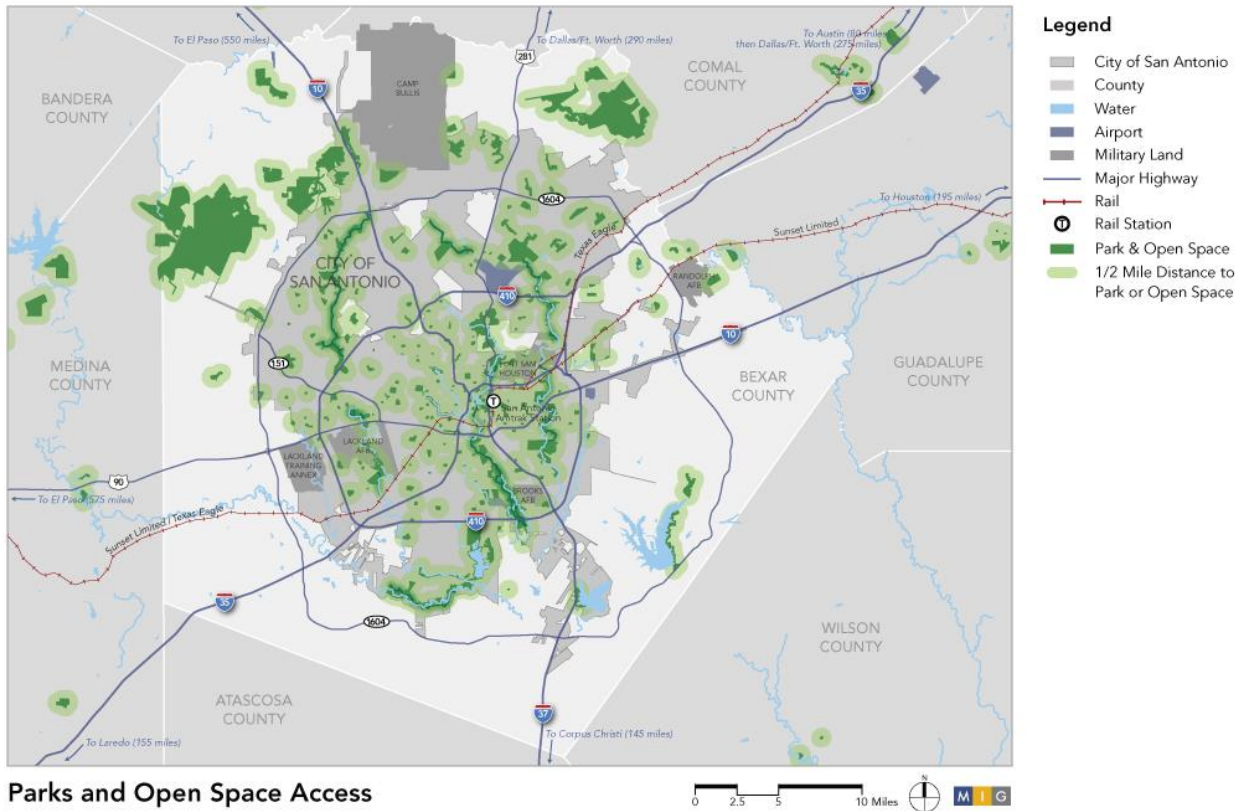 To El Paso (550 miles)
To Dallas/Ft. Worth (290 miles)
To Austin (80 miles)
then Dallas/Ft. Worth (275 miles)
281
CAMP
BULLIS
COMAL
COUNTY
BANDERA
COUNTY
10
35
1604
To Houston (195 miles)
Texas Eagle
Sunset Limited
CITY OF
SAN ANTONIO
RANDOLPH
AFB
410
10
151
MEDINA
COUNTY
FORT SAM
HOUSTON
BEXAR
COUNTY
GUADALUPE
COUNTY
T
San Antonio
Amtrak Station
LACKLAND
AFB
LACKLAND
TRAINING
ANNEX
90
To El Paso (575 miles)
BROOKS
AFB
410
Sunset Limited / Texas Eagle
35
1604
WILSON
COUNTY
ATASCOSA
COUNTY
37
To Laredo (155 miles)
To Corpus Christi (145 miles)
Legend
City of San Antonio
County
Water
Airport
Military Land
Major Highway
Rail
T Rail Station
Park & Open Space
1/2 Mile Distance to
Park or Open Space
Parks and Open Space Access
0 2.5 5 10 Miles
N
M I G